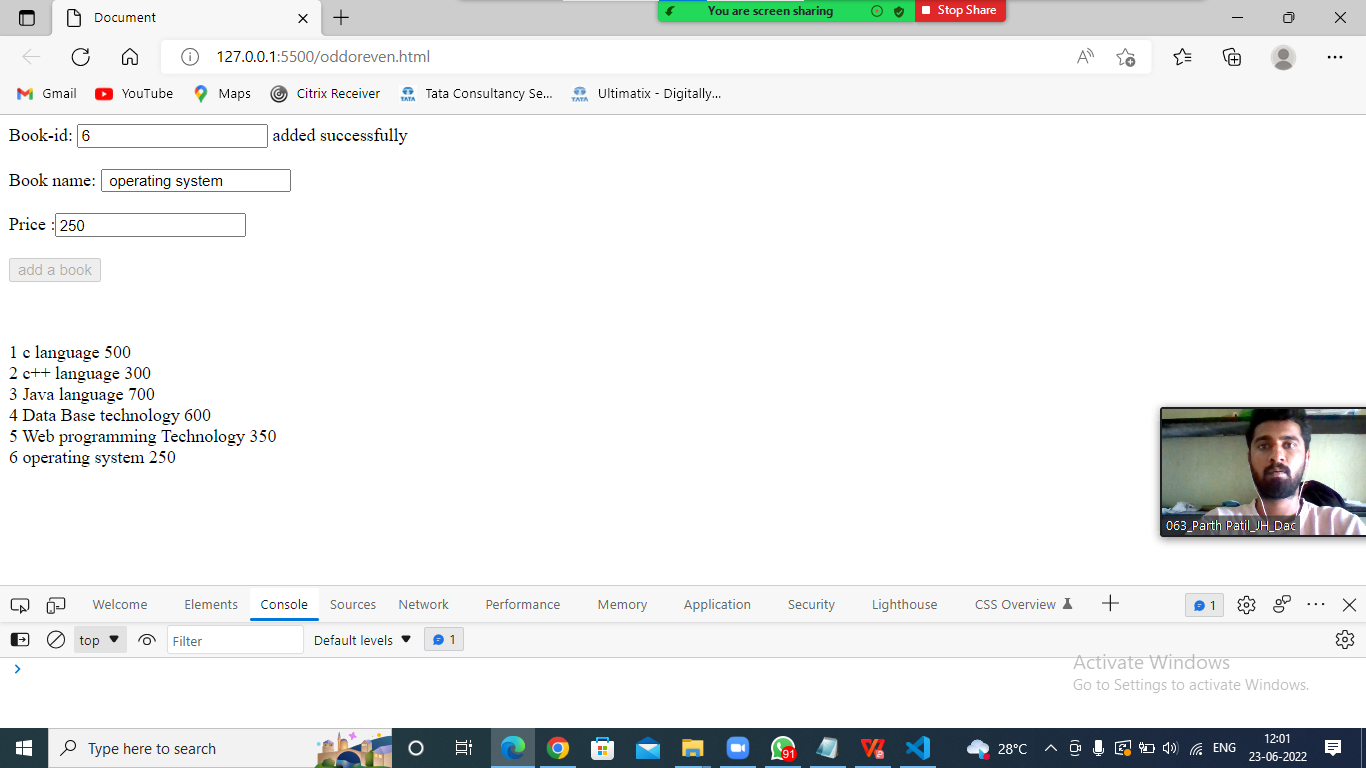 Document
You are screen sharing Stop Share
127.0.0.1:5500/oddoreven.html
Gmail YouTube Maps Citrix Receiver Tata Consultancy Se... Ultimatix - Digitally...
Book-id: 6 added successfully
Book name: operating system
Price : 250
add a book
1 c language 500
2 c++ language 300
3 Java language 700
4 Data Base technology 600
5 Web programming Technology 350
6 operating system 250
063_Parth Patil_JH_Dac
Welcome Elements Console Sources Network Performance Memory Application Security Lighthouse CSS Overview 1
top Filter Default levels 1
Activate Windows
Go to Settings to activate Windows.
Type here to search
91
28°C ENG 12:01
23-06-2022